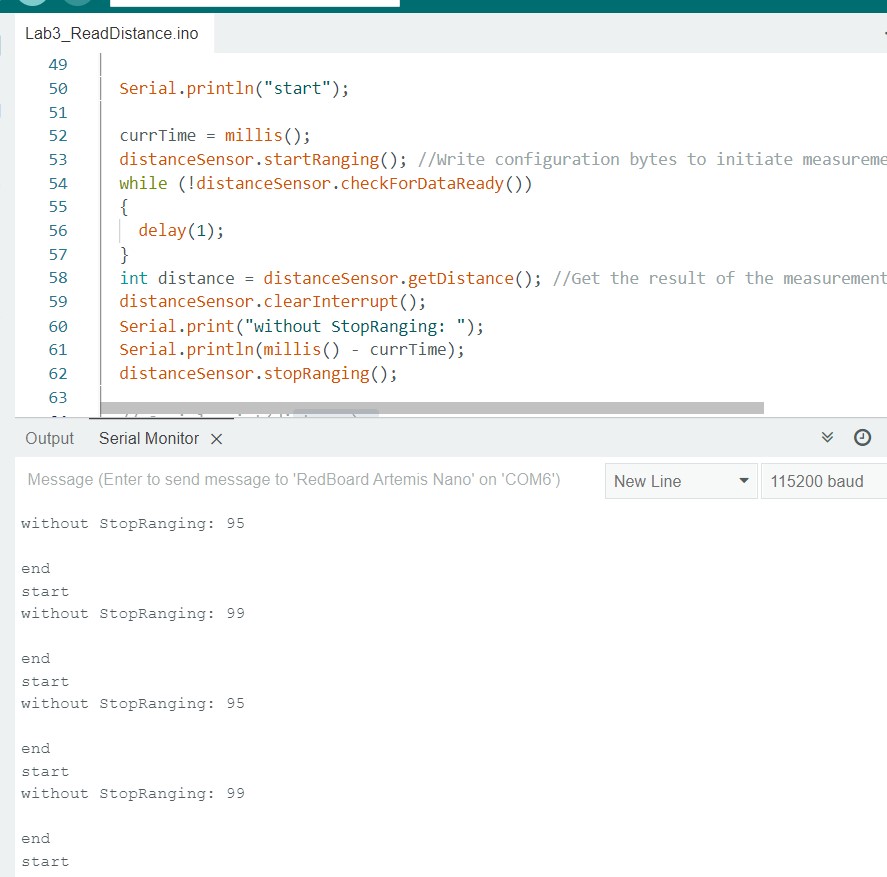 Lab3_ReadDistance.ino
49
50 Serial.println("start");
51
52 currTime = millis();
53 distanceSensor.startRanging(); //Write configuration bytes to initiate measureme
54 while (!distanceSensor.checkForDataReady())
55 {
56 delay(1);
57 }
58 int distance = distanceSensor.getDistance(); //Get the result of the measurement
59 distanceSensor.clearInterrupt();
60 Serial.print("without StopRanging: ");
61 Serial.println(millis() - currTime);
62 distanceSensor.stopRanging();
63
Output Serial Monitor
Message (Enter to send message to 'RedBoard Artemis Nano' on 'COM6') New Line 115200 baud
without StopRanging: 95
end
start
without StopRanging: 99
end
start
without StopRanging: 95
end
start
without StopRanging: 99
end
start